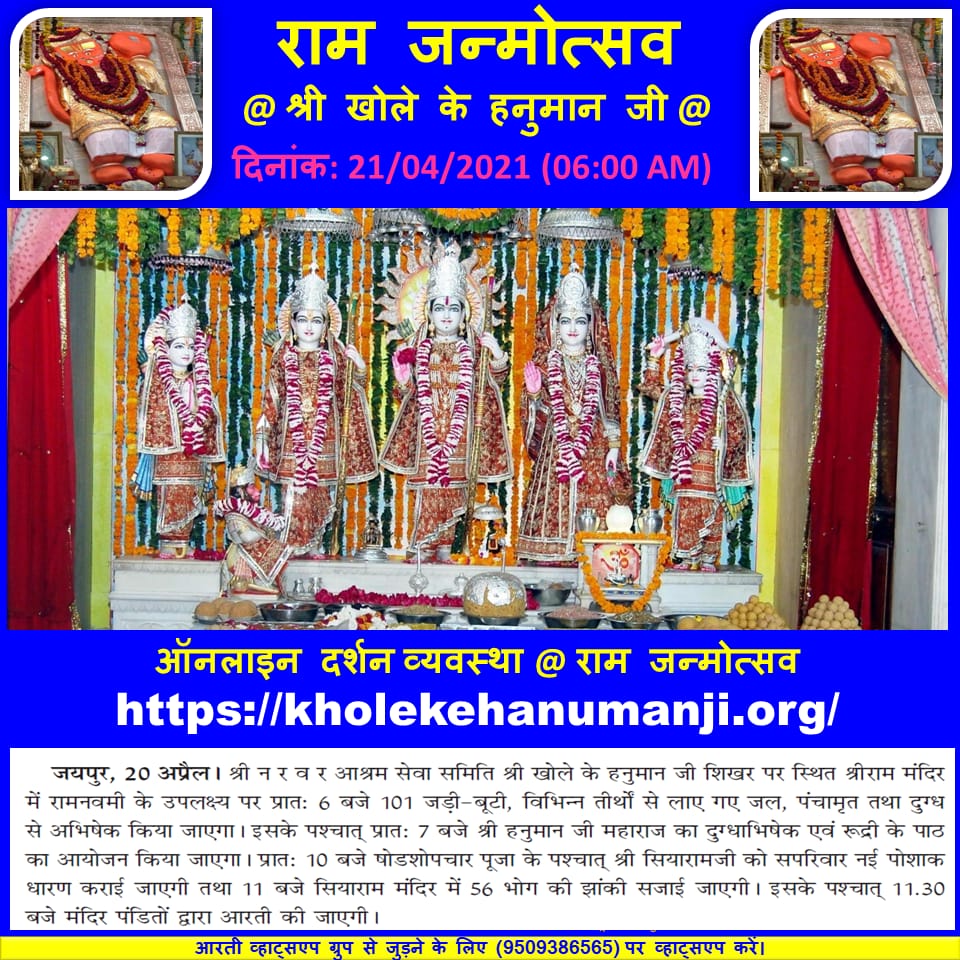 राम जन्मोत्सव
@ श्री खोले के हनुमान जी @
दिनांक: 21/04/2021 (06:00 AM)
ऑनलाइन दर्शन व्यवस्था @ राम जन्मोत्सव
https://kholekehanumanji.org/
जयपुर, 20 अप्रैल। श्री न र व र आश्रम सेवा समिति श्री खोले के हनुमान जी शिखर पर स्थित श्रीराम मंदिर
में रामनवमी के उपलक्ष्य पर प्रात: 6 बजे 101 जड़ी-बूटी, विभिन्न तीर्थों से लाए गए जल, पंचामृत तथा दुग्ध
से अभिषेक किया जाएगा। इसके पश्चात् प्रात: 7 बजे श्री हनुमान जी महाराज का दुग्धाभिषेक एवं रूद्री के पाठ
का आयोजन किया जाएगा। प्रात: 10 बजे षोडशोपचार पूजा के पश्चात् श्री सियारामजी को सपरिवार नई पोशाक
धारण कराई जाएगी तथा 11 बजे सियाराम मंदिर में 56 भोग की झांकी सजाई जाएगी। इसके पश्चात् 11.30
बजे मंदिर पंडितों द्वारा आरती की जाएगी।
आरती व्हाट्सएप ग्रुप से जुड़ने के लिए (9509386565) पर व्हाट्सएप करें।